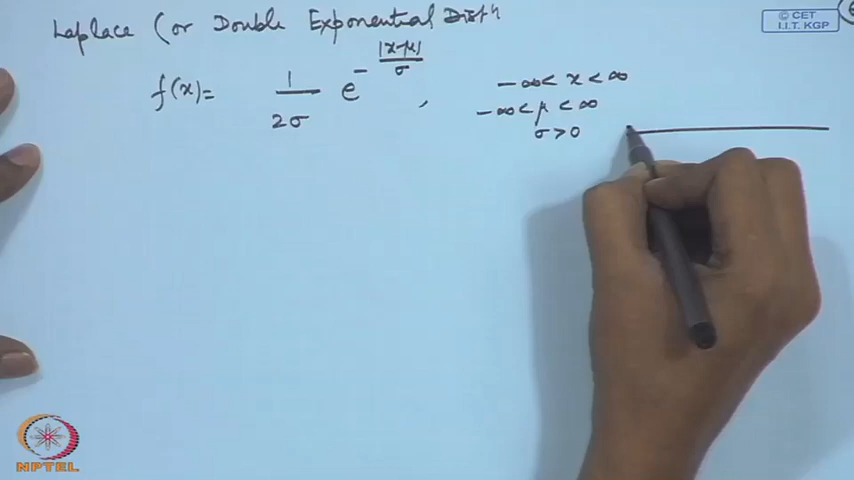 Laplace (or Double Exponential Distn
f(x) = 1/2σ e^-|x-μ|/σ , -∞ < x < ∞
-∞ < μ < ∞
σ > 0
© CET
I.I.T. KGP
NPTEL